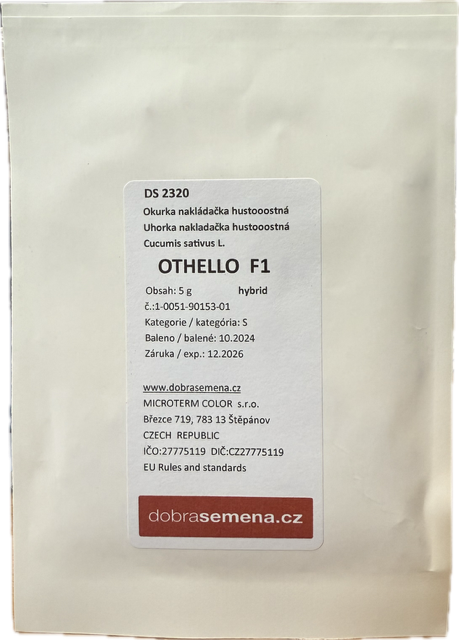 DS 2320
Okurka nakládačka hustooostná
Uhorka nakladačka hustooostná
Cucumis sativus L.
OTHELLO F1
Obsah: 5 g hybrid
č.:1-0051-90153-01
Kategorie / kategória: S
Baleno / balené: 10.2024
Záruka / exp.: 12.2026
www.dobrasemena.cz
MICROTERM COLOR s.r.o.
Březce 719, 783 13 Štěpánov
CZECH REPUBLIC
IČO:27775119 DIČ:CZ27775119
EU Rules and standards
dobrasemena.cz